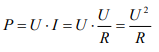 P = U · I = U · U/R = U²/R